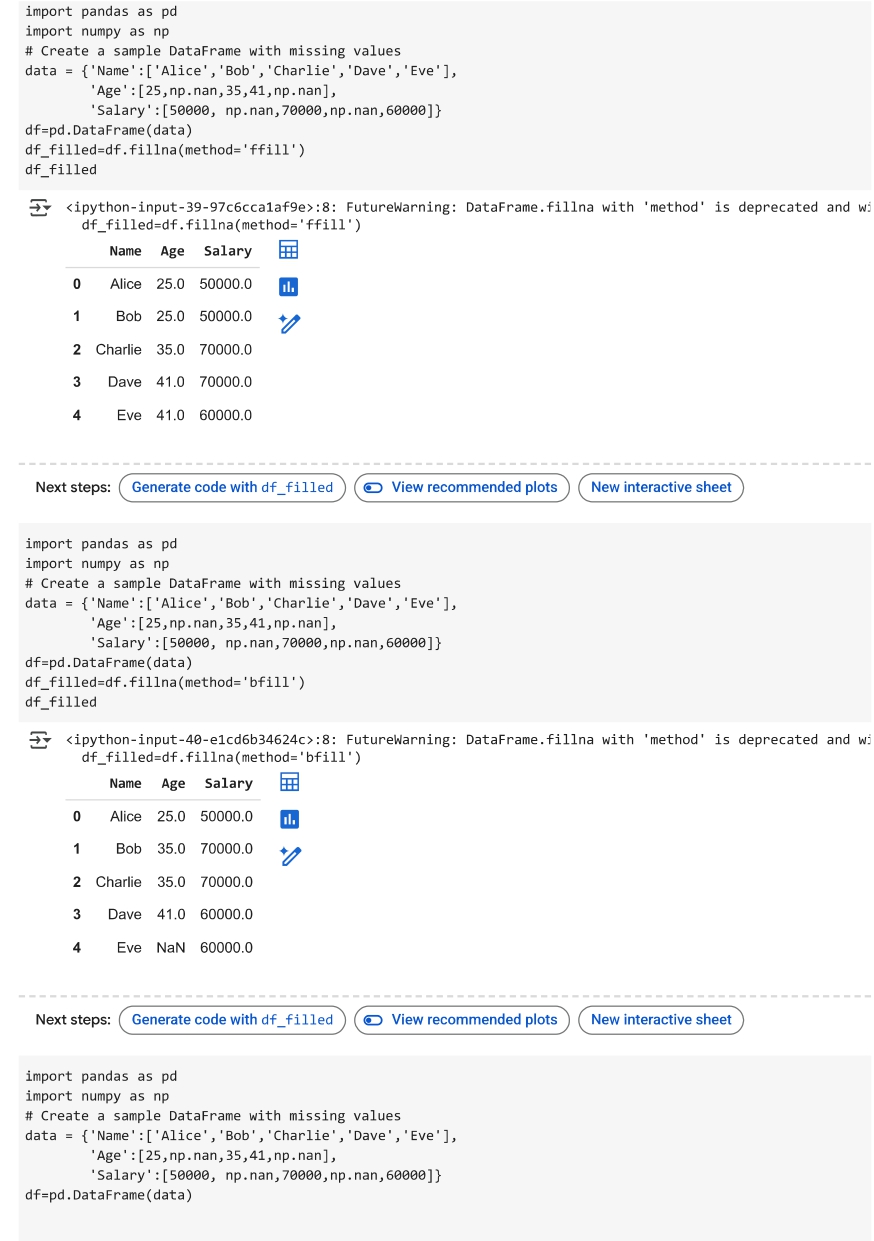 import pandas as pd
import numpy as np
# Create a sample DataFrame with missing values
data = {'Name':['Alice','Bob','Charlie','Dave','Eve'],
        'Age':[25,np.nan,35,41,np.nan],
        'Salary':[50000, np.nan,70000,np.nan,60000]}
df=pd.DataFrame(data)
df_filled=df.fillna(method='ffill')
df_filled
<ipython-input-39-97c6cca1af9e>:8: FutureWarning: DataFrame.fillna with 'method' is deprecated and wi
  df_filled=df.fillna(method='ffill')
Name Age Salary
0 Alice 25.0 50000.0
1 Bob 25.0 50000.0
2 Charlie 35.0 70000.0
3 Dave 41.0 70000.0
4 Eve 41.0 60000.0
Next steps: Generate code with df_filled View recommended plots New interactive sheet
import pandas as pd
import numpy as np
# Create a sample DataFrame with missing values
data = {'Name':['Alice','Bob','Charlie','Dave','Eve'],
        'Age':[25,np.nan,35,41,np.nan],
        'Salary':[50000, np.nan,70000,np.nan,60000]}
df=pd.DataFrame(data)
df_filled=df.fillna(method='bfill')
df_filled
<ipython-input-40-e1cd6b34624c>:8: FutureWarning: DataFrame.fillna with 'method' is deprecated and wi
  df_filled=df.fillna(method='bfill')
Name Age Salary
0 Alice 25.0 50000.0
1 Bob 35.0 70000.0
2 Charlie 35.0 70000.0
3 Dave 41.0 60000.0
4 Eve NaN 60000.0
Next steps: Generate code with df_filled View recommended plots New interactive sheet
import pandas as pd
import numpy as np
# Create a sample DataFrame with missing values
data = {'Name':['Alice','Bob','Charlie','Dave','Eve'],
        'Age':[25,np.nan,35,41,np.nan],
        'Salary':[50000, np.nan,70000,np.nan,60000]}
df=pd.DataFrame(data)